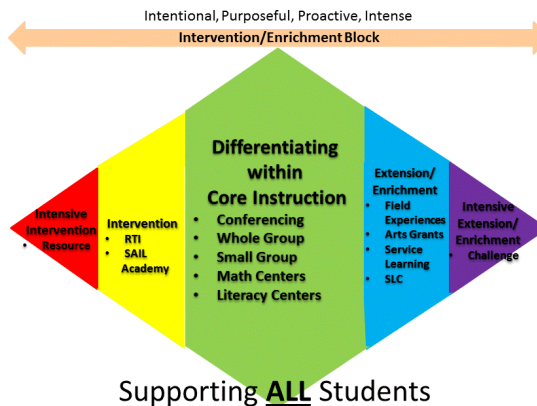 Intentional, Purposeful, Proactive, Intense
Intervention/Enrichment Block
Intensive
Intervention
• Resource
Intervention
• RTI
• SAIL
Academy
Differentiating
within
Core Instruction
• Conferencing
• Whole Group
• Small Group
• Math Centers
• Literacy Centers
Extension/
Enrichment
• Field
Experiences
• Arts Grants
• Service
Learning
• SLC
Intensive
Extension/
Enrichment
• Challenge
Supporting ALL Students